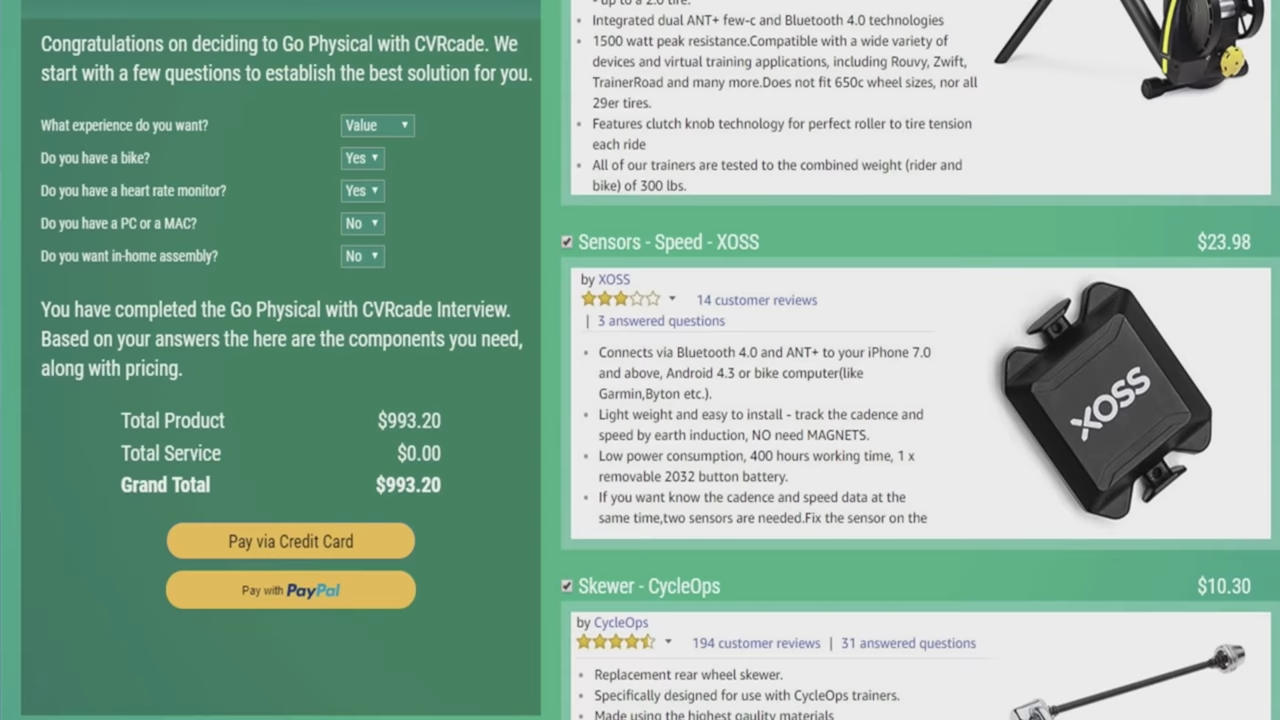 Congratulations on deciding to Go Physical with CVRcade. We
start with a few questions to establish the best solution for you.
What experience do you want? Value
Do you have a bike? Yes
Do you have a heart rate monitor? Yes
Do you have a PC or a MAC? No
Do you want in-home assembly? No
You have completed the Go Physical with CVRcade Interview.
Based on your answers the here are the components you need,
along with pricing.
Total Product $993.20
Total Service $0.00
Grand Total $993.20
Pay via Credit Card
Pay with PayPal
- up to a 2.0 tire.
Integrated dual ANT+ few-c and Bluetooth 4.0 technologies
1500 watt peak resistance.Compatible with a wide variety of
devices and virtual training applications, including Rouvy, Zwift,
TrainerRoad and many more.Does not fit 650c wheel sizes, nor all
29er tires.
Features clutch knob technology for perfect roller to tire tension
each ride
All of our trainers are tested to the combined weight (rider and
bike) of 300 lbs.
Sensors - Speed - XOSS $23.98
by XOSS
14 customer reviews
| 3 answered questions
Connects via Bluetooth 4.0 and ANT+ to your iPhone 7.0
and above, Android 4.3 or bike computer(like
Garmin,Byton etc.).
Light weight and easy to install - track the cadence and
speed by earth induction, NO need MAGNETS.
Low power consumption, 400 hours working time, 1 x
removable 2032 button battery.
If you want know the cadence and speed data at the
same time,two sensors are needed.Fix the sensor on the
XOSS
Skewer - CycleOps $10.30
by CycleOps
194 customer reviews | 31 answered questions
Replacement rear wheel skewer.
Specifically designed for use with CycleOps trainers.
Made using the highest qaulity materials